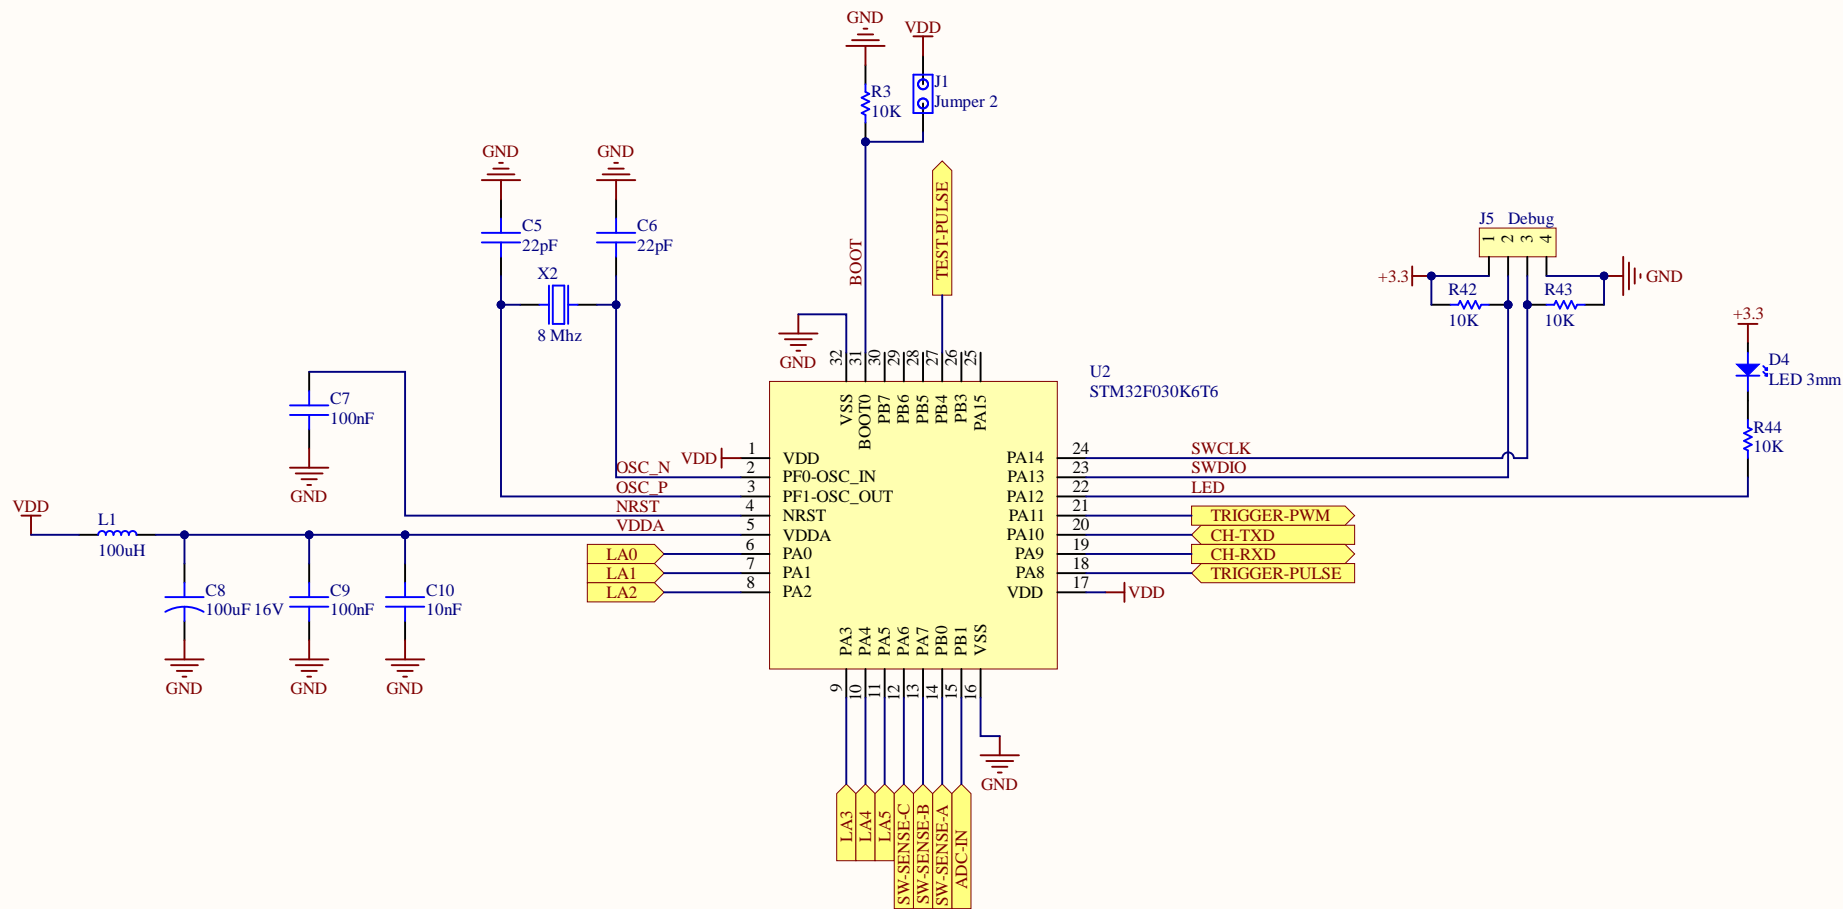 GND
VDD
R3
10K
J1
Jumper 2
GND
GND
C5
22pF
C6
22pF
X2
8 Mhz
BOOT
TEST-PULSE
J5 Debug
1 2 3 4
+3.3
GND
R42
10K
R43
10K
+3.3
D4
LED 3mm
R44
10K
GND
C7
100nF
GND
U2
STM32F030K6T6
32 31 30 29 28 27 26 25
VSS BOOT0 PB7 PB6 PB5 PB4 PB3 PA15
VDD 1 VDD
OSC_N 2 PF0-OSC_IN
OSC_P 3 PF1-OSC_OUT
NRST 4 NRST
VDDA 5 VDDA
LA0 6 PA0
LA1 7 PA1
LA2 8 PA2
PA14 24 SWCLK
PA13 23 SWDIO
PA12 22 LED
PA11 21 TRIGGER-PWM
PA10 20 CH-TXD
PA9 19 CH-RXD
PA8 18 TRIGGER-PULSE
VDD 17 VDD
VDD
L1
100uH
C8
100uF 16V
C9
100nF
C10
10nF
GND
GND
GND
PA3 PA4 PA5 PA6 PA7 PB0 PB1 VSS
9 10 11 12 13 14 15 16
GND
LA3
LA4
LA5
SW-SENSE-C
SW-SENSE-B
SW-SENSE-A
ADC-IN